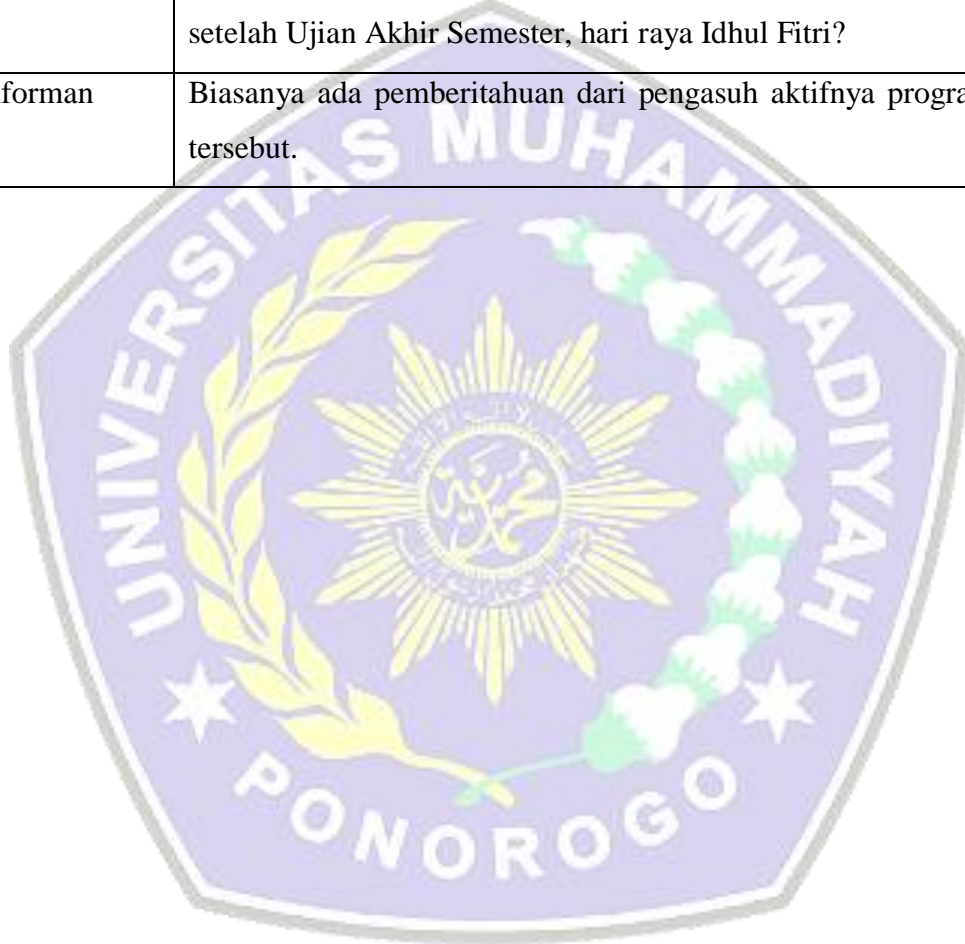 setelah Ujian Akhir Semester, hari raya Idhul Fitri?
forman
Biasanya ada pemberitahuan dari pengasuh aktifnya progra
tersebut.
UNIVERSITAS MUHAMMADIYAH
محمدية
PONOROGO